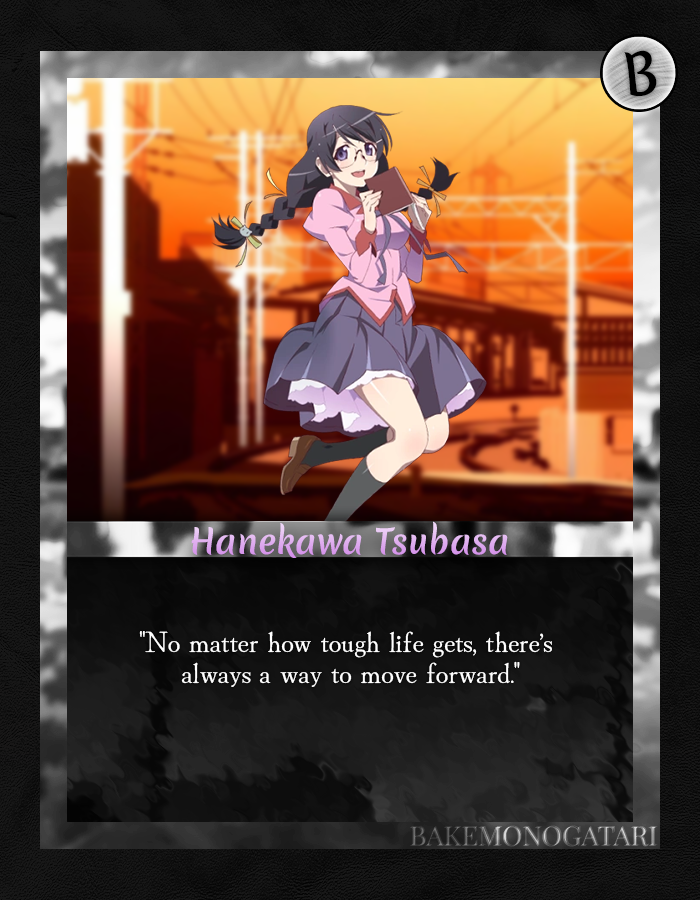 B
Hanekawa Tsubasa
"No matter how tough life gets, there's
always a way to move forward."
BAKEMONOGATARI